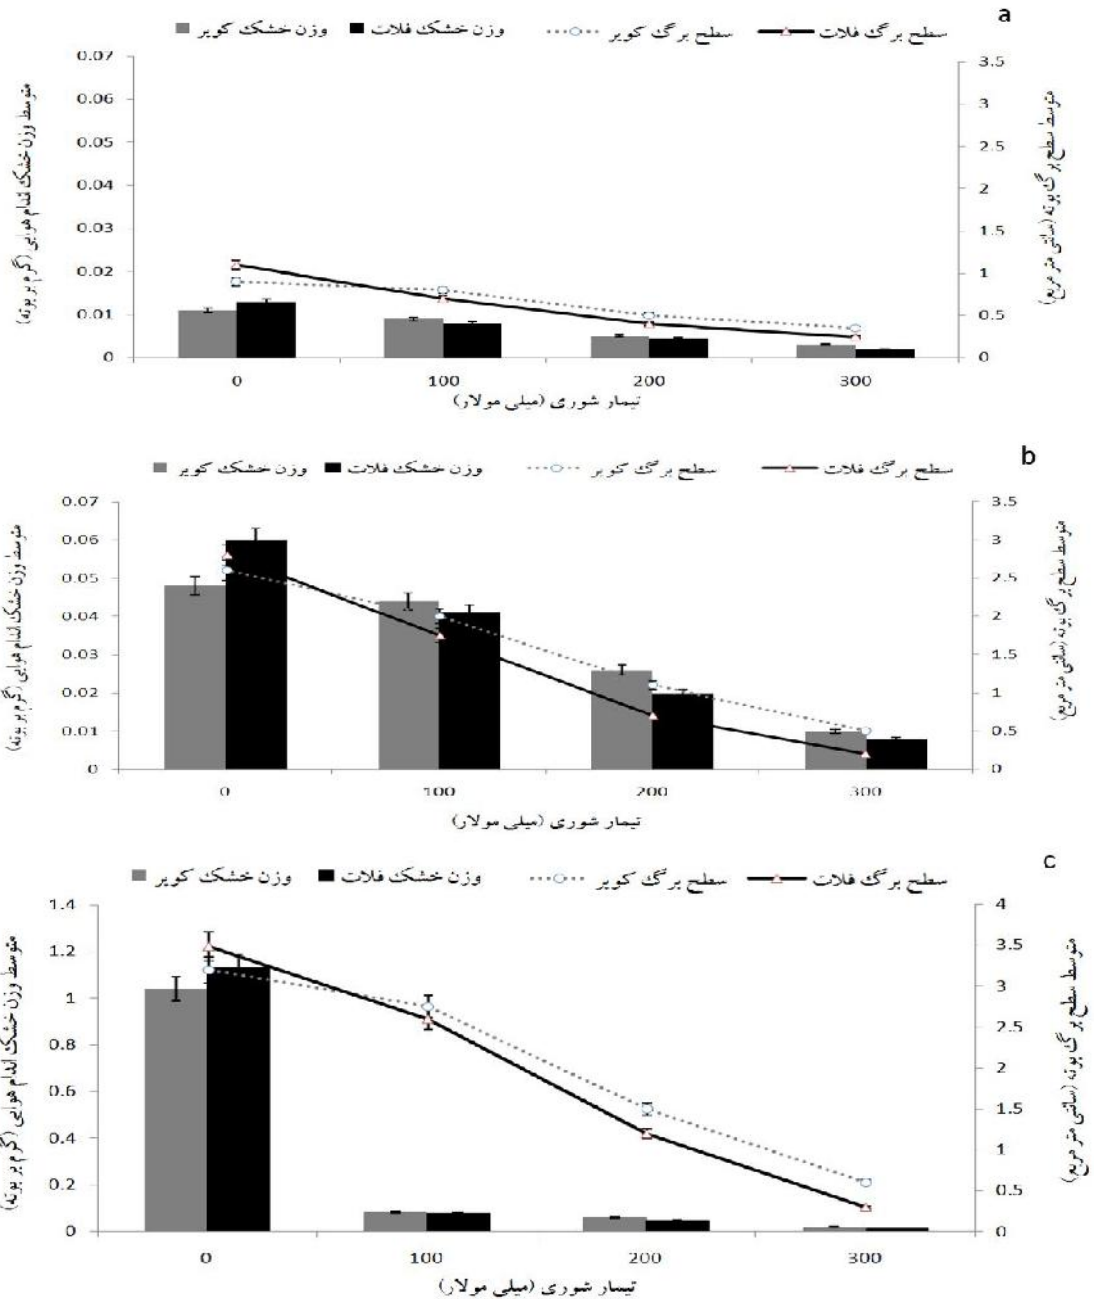 a
وزن خشک کویر وزن خشک فلات سطح برگ کویر سطح برگ فلات
متوسط وزن خشک اندام هوایی (گرم بر بوته)
0.07
0.06
0.05
0.04
0.03
0.02
0.01
0
3.5
3
2.5
2
1.5
1
0.5
0
متوسط سطح برگ بوته (سانتی متر مربع)
0 100 200 300
تیمار شوری (میلی مولار)
b
وزن خشک کویر وزن خشک فلات سطح برگ کویر سطح برگ فلات
متوسط وزن خشک اندام هوایی (گرم بر بوته)
0.07
0.06
0.05
0.04
0.03
0.02
0.01
0
3.5
3
2.5
2
1.5
1
0.5
0
متوسط سطح برگ بوته (سانتی متر مربع)
0 100 200 300
تیمار شوری (میلی مولار)
c
وزن خشک کویر وزن خشک فلات سطح برگ کویر سطح برگ فلات
متوسط وزن خشک اندام هوایی (گرم بر بوته)
1.4
1.2
1
0.8
0.6
0.4
0.2
0
4
3.5
3
2.5
2
1.5
1
0.5
0
متوسط سطح برگ بوته (سانتی متر مربع)
0 100 200 300
تیمار شوری (میلی مولار)